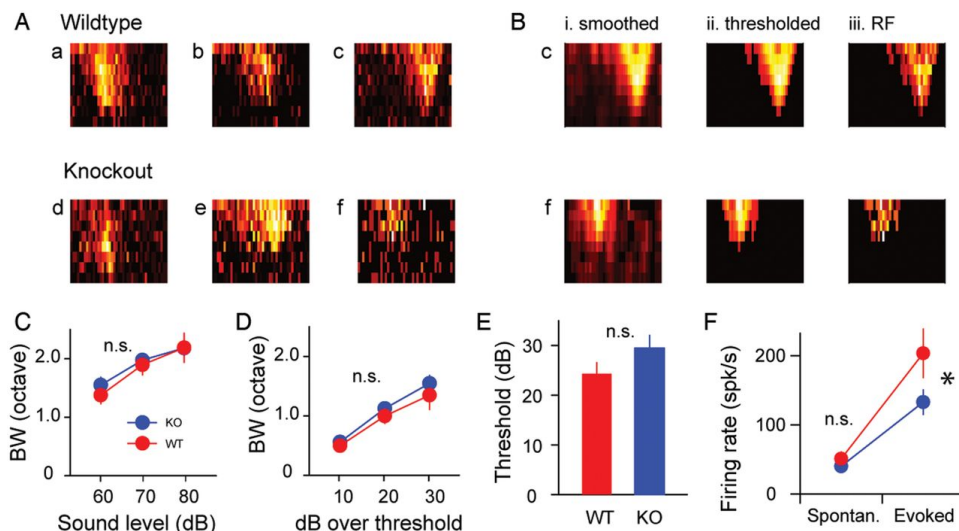 A Wildtype
a
b
c
Knockout
d
e
f
B i. smoothed ii. thresholded iii. RF
c
f
C
BW (octave)
2.0
1.0
0
n.s.
KO
WT
60 70 80
Sound level (dB)
D
BW (octave)
2.0
1.0
0
n.s.
10 20 30
dB over threshold
E
Threshold (dB)
30
20
10
0
n.s.
WT KO
F
Firing rate (spk/s)
200
100
0
n.s.
*
Spontan. Evoked